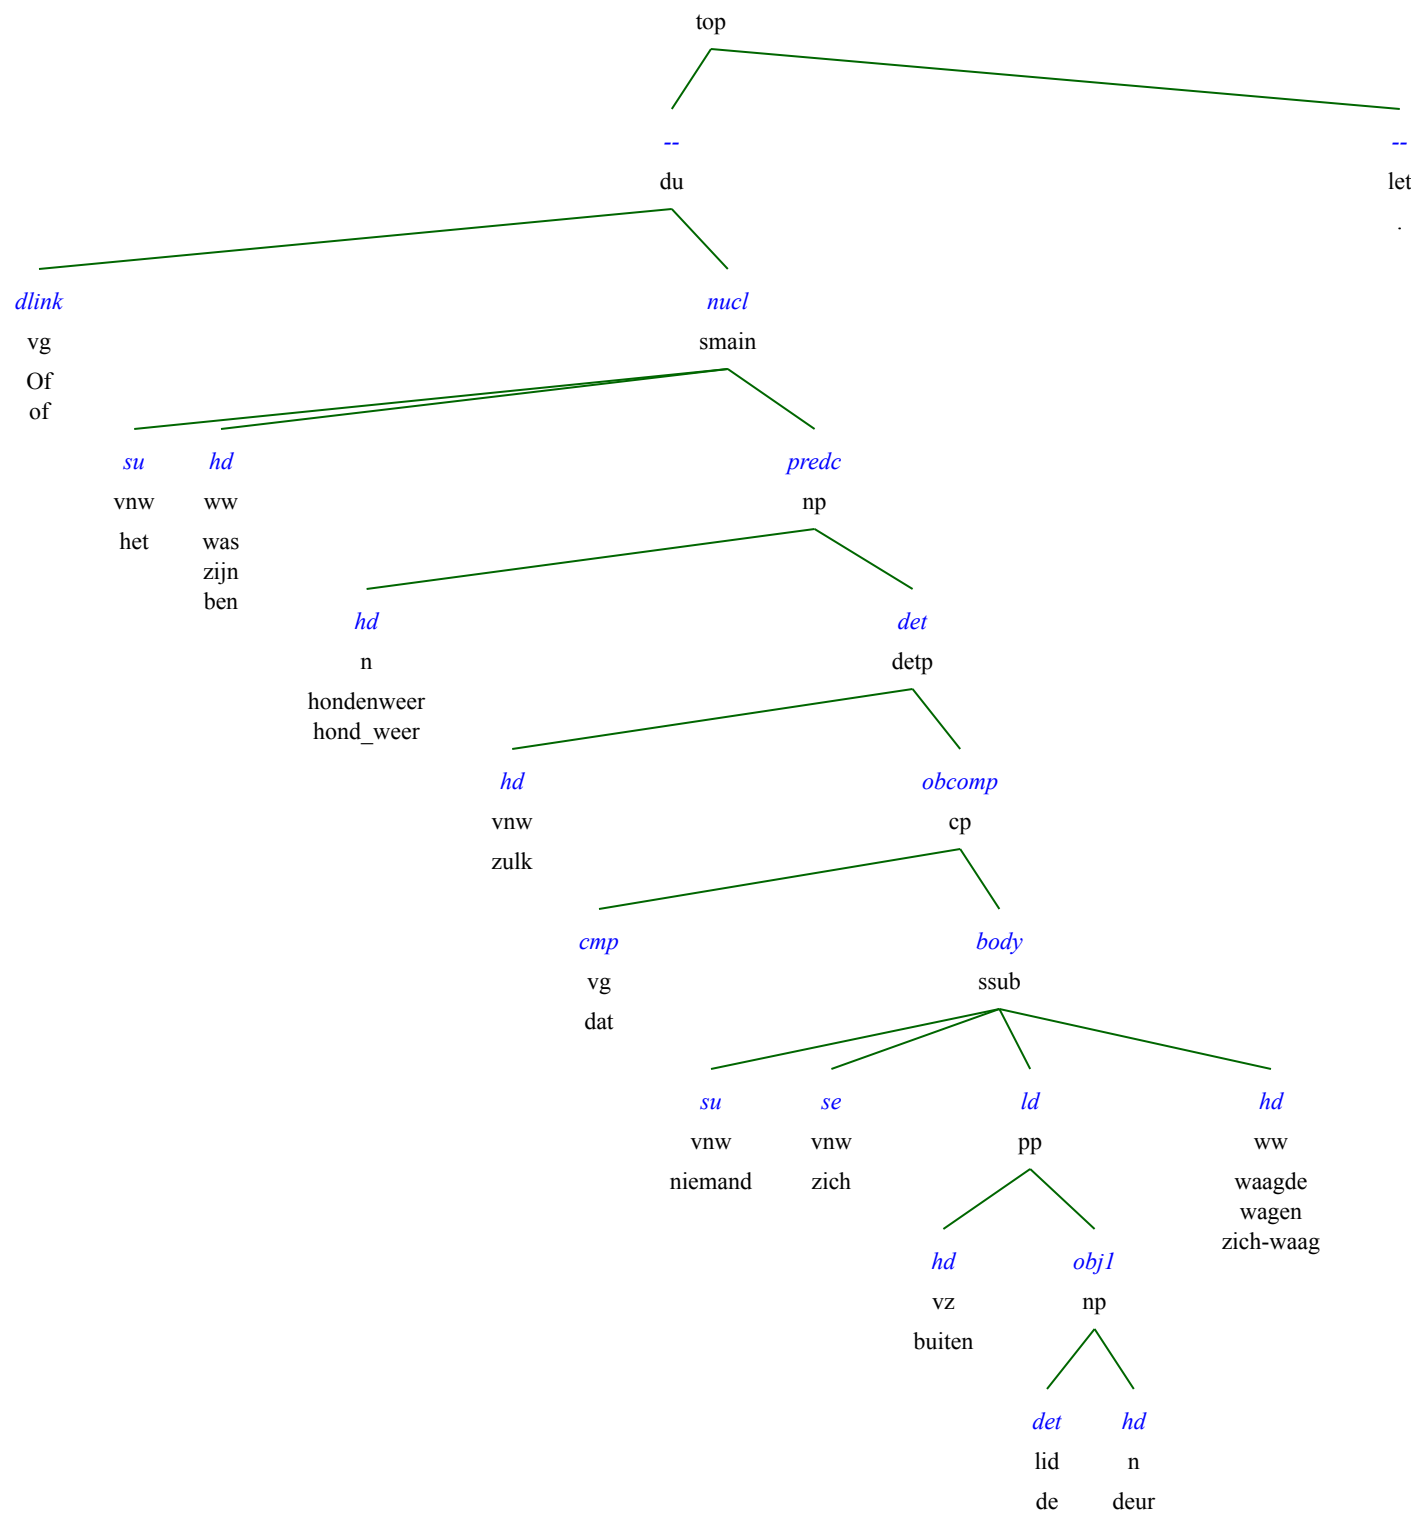 top
-- --
du let
.
dlink nucl
vg smain
Of
of
su hd predc
vnw ww np
het was
zijn
ben
hd det
n detp
hondenweer
hond_weer
hd obcomp
vnw cp
zulk
cmp body
vg ssub
dat
su se ld hd
vnw vnw pp ww
niemand zich waagde
wagen
zich-waag
hd obj1
vz np
buiten
det hd
lid n
de deur